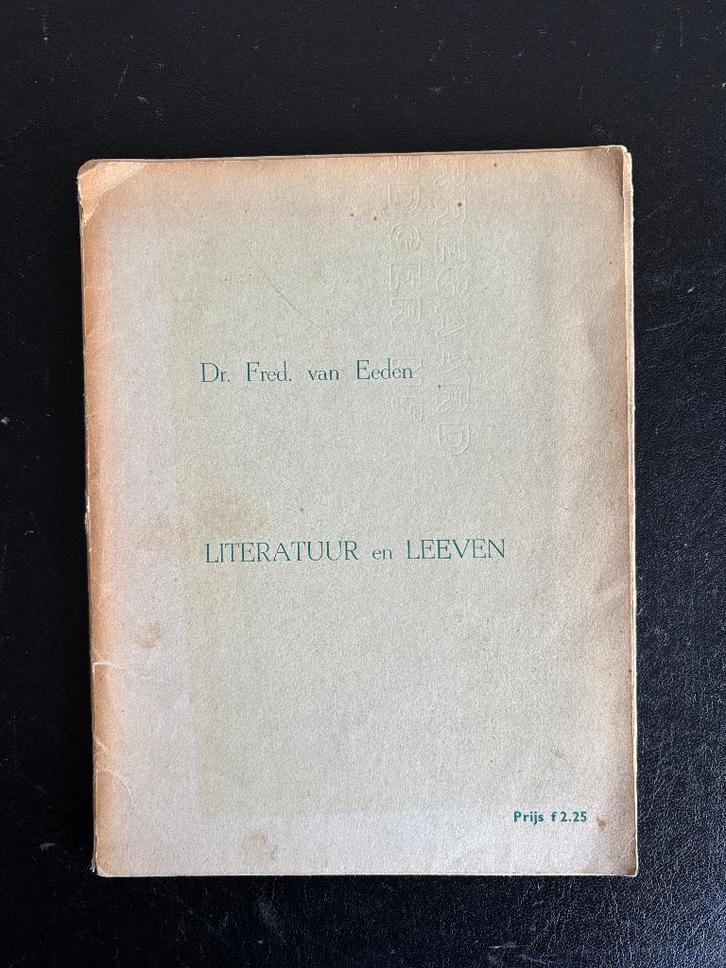 Dr. Fred. van Eeden
LITERATUUR en LEEVEN
Prijs f 2.25